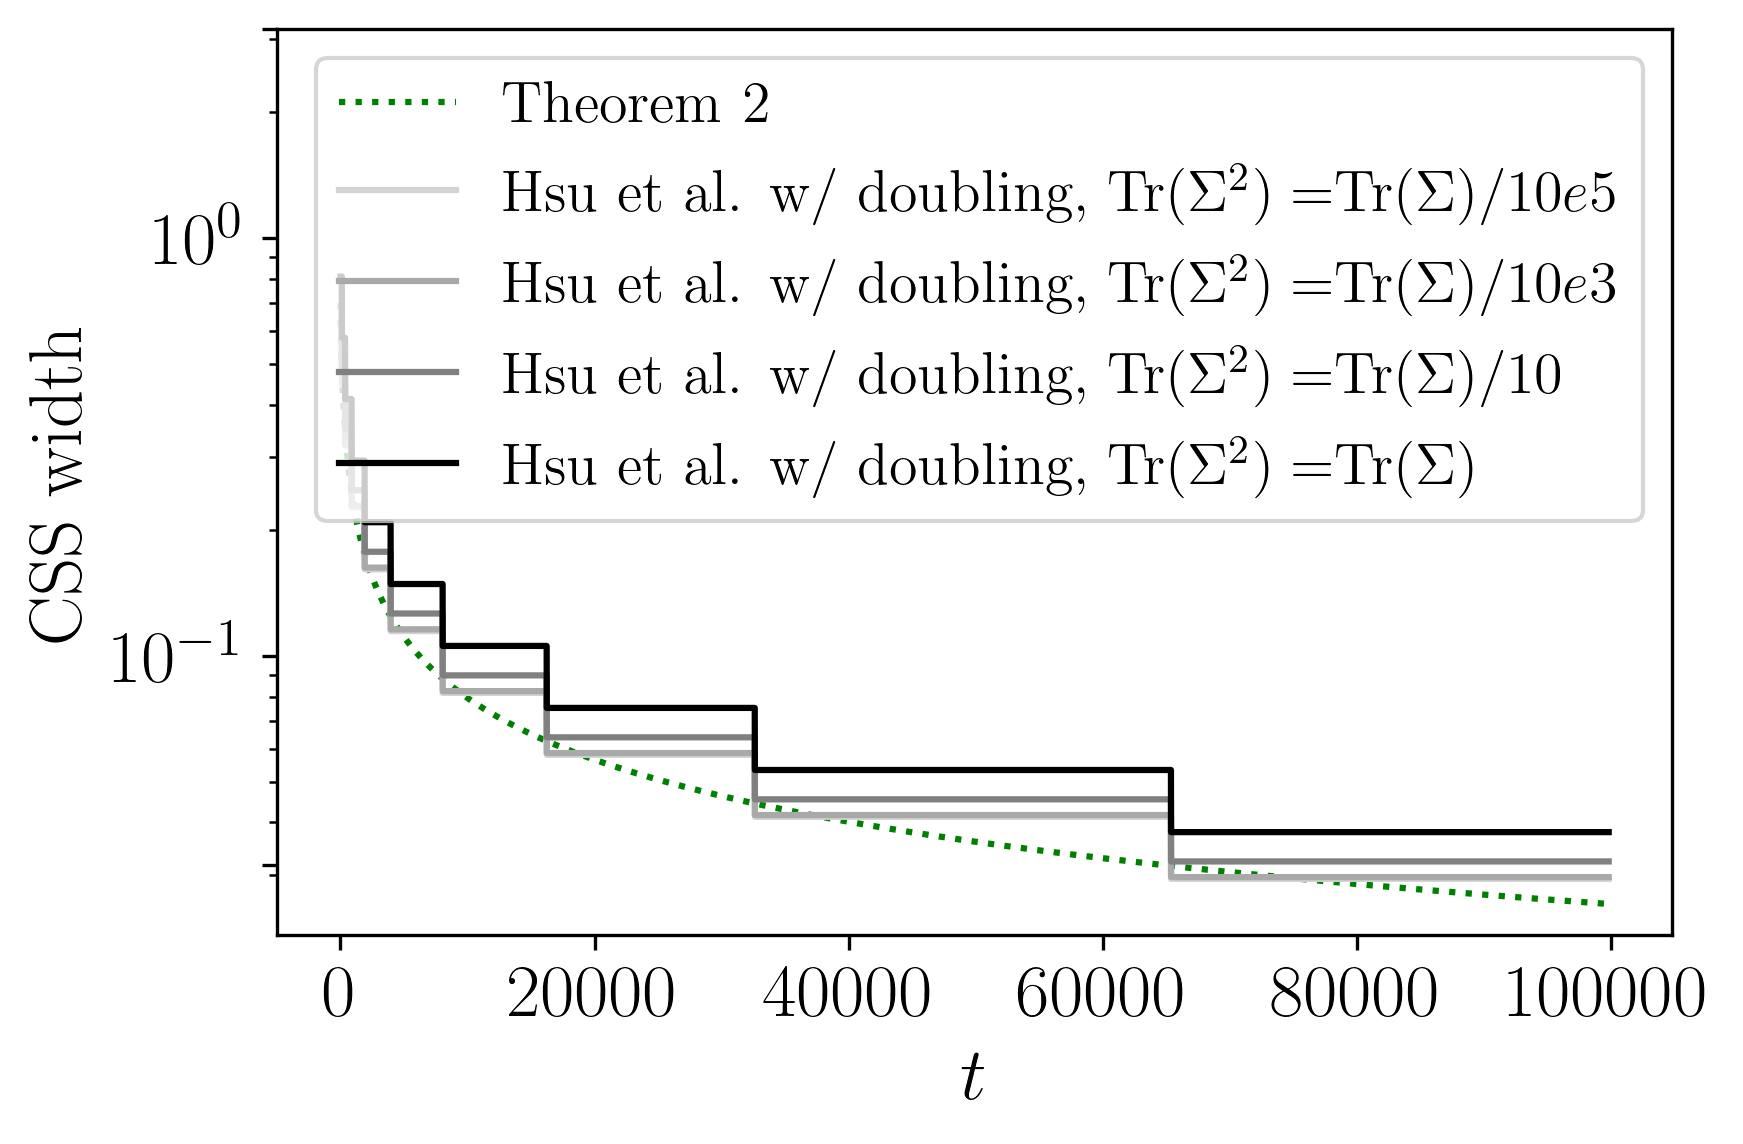 Theorem 2
Hsu et al. w/ doubling, Tr(Σ²) =Tr(Σ)/10e5
Hsu et al. w/ doubling, Tr(Σ²) =Tr(Σ)/10e3
Hsu et al. w/ doubling, Tr(Σ²) =Tr(Σ)/10
Hsu et al. w/ doubling, Tr(Σ²) =Tr(Σ)
CSS width
10⁰
10⁻¹
0 20000 40000 60000 80000 100000
t